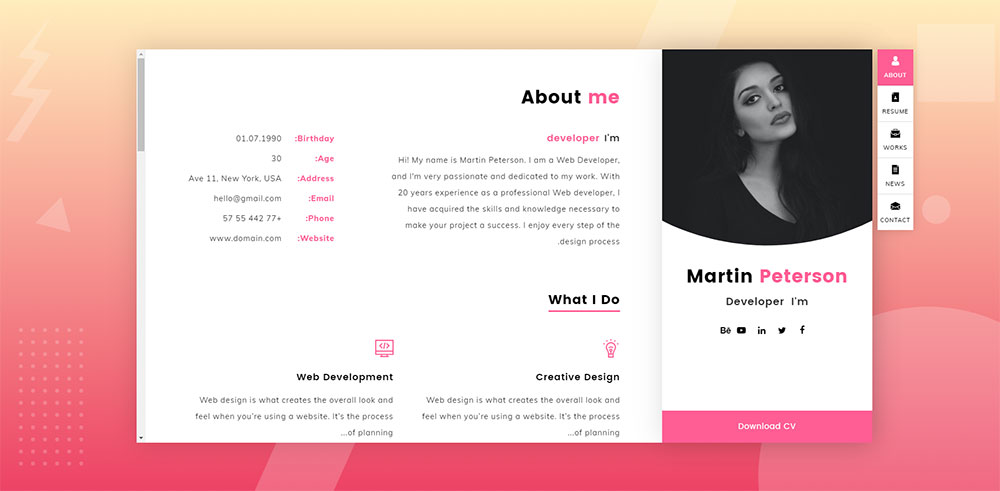 About me
developer I'm
Hi! My name is Martin Peterson. I am a Web Developer,
and I'm very passionate and dedicated to my work. With
20 years experience as a professional Web developer, I
have acquired the skills and knowledge necessary to
make your project a success. I enjoy every step of the
.design process
01.07.1990 :Birthday
30 :Age
Ave 11, New York, USA :Address
hello@gmail.com :Email
57 55 442 77+ :Phone
www.domain.com :Website
What I Do
Creative Design
Web design is what creates the overall look and
feel when you're using a website. It's the process
...of planning
Web Development
Web design is what creates the overall look and
feel when you're using a website. It's the process
...of planning
Martin Peterson
Developer I'm
Download CV
ABOUT
RESUME
WORKS
NEWS
CONTACT